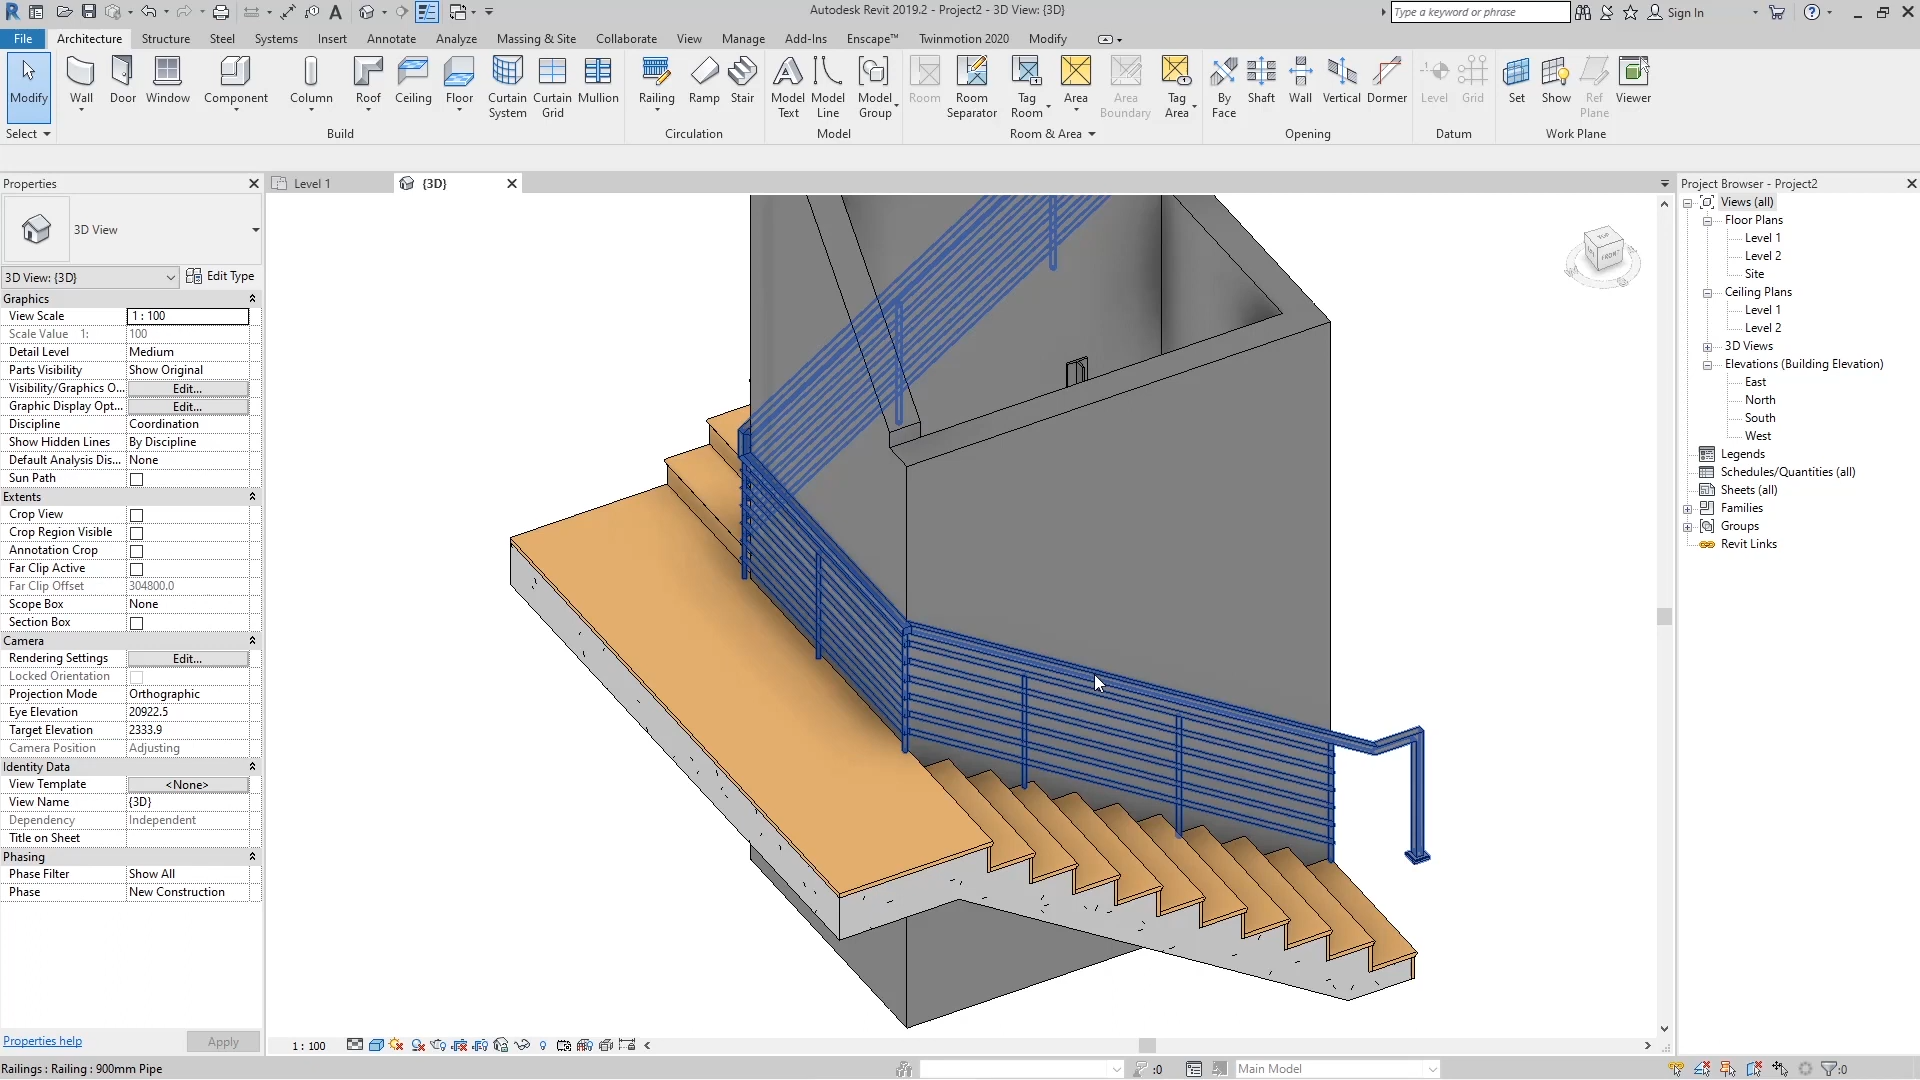 Autodesk Revit 2019.2 - Project2 - 3D View: {3D}
Type a keyword or phrase
Sign In
File Architecture Structure Steel Systems Insert Annotate Analyze Massing & Site Collaborate View Manage Add-Ins Enscape™ Twinmotion 2020 Modify
Modify Wall Door Window Component Column Roof Ceiling Floor Curtain System Curtain Grid Mullion Railing Ramp Stair Model Text Model Line Model Group Room Room Separator Tag Room Area Area Boundary Tag Area By Face Shaft Wall Vertical Dormer Level Grid Set Show Ref Plane Viewer
Select Build Circulation Model Room & Area Opening Datum Work Plane
Properties
Level 1
{3D}
3D View
3D View: {3D}
Edit Type
Graphics
View Scale 1 : 100
Scale Value 1: 100
Detail Level Medium
Parts Visibility Show Original
Visibility/Graphics O... Edit...
Graphic Display Opt... Edit...
Discipline Coordination
Show Hidden Lines By Discipline
Default Analysis Dis... None
Sun Path
Extents
Crop View
Crop Region Visible
Annotation Crop
Far Clip Active
Far Clip Offset 304800.0
Scope Box None
Section Box
Camera
Rendering Settings Edit...
Locked Orientation
Projection Mode Orthographic
Eye Elevation 20922.5
Target Elevation 2333.9
Camera Position Adjusting
Identity Data
View Template <None>
View Name {3D}
Dependency Independent
Title on Sheet
Phasing
Phase Filter Show All
Phase New Construction
Properties help
Apply
TOP
FRONT
Project Browser - Project2
Views (all)
Floor Plans
Level 1
Level 2
Site
Ceiling Plans
Level 1
Level 2
3D Views
Elevations (Building Elevation)
East
North
South
West
Legends
Schedules/Quantities (all)
Sheets (all)
Families
Groups
Revit Links
1 : 100
Railings : Railing : 900mm Pipe
:0
Main Model
:0